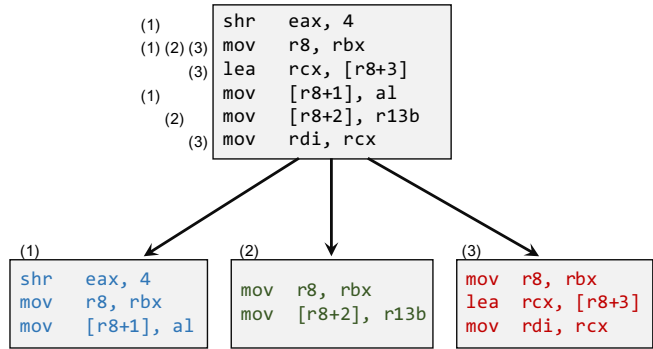 (1) shr eax, 4
(1) (2) (3) mov r8, rbx
(3) lea rcx, [r8+3]
(1) mov [r8+1], al
(2) mov [r8+2], r13b
(3) mov rdi, rcx
(1)
shr eax, 4
mov r8, rbx
mov [r8+1], al
(2)
mov r8, rbx
mov [r8+2], r13b
(3)
mov r8, rbx
lea rcx, [r8+3]
mov rdi, rcx